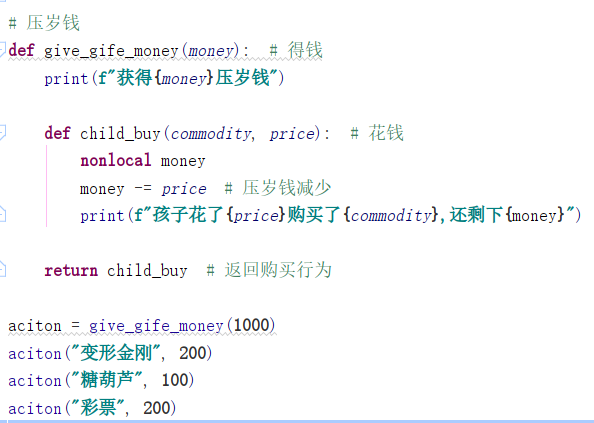 # 压岁钱
def give_gife_money(money):  # 得钱
    print(f"获得{money}压岁钱")

    def child_buy(commodity, price):  # 花钱
        nonlocal money
        money -= price  # 压岁钱减少
        print(f"孩子花了{price}购买了{commodity},还剩下{money}")

    return child_buy  # 返回购买行为

aciton = give_gife_money(1000)
aciton("变形金刚", 200)
aciton("糖葫芦", 100)
aciton("彩票", 200)